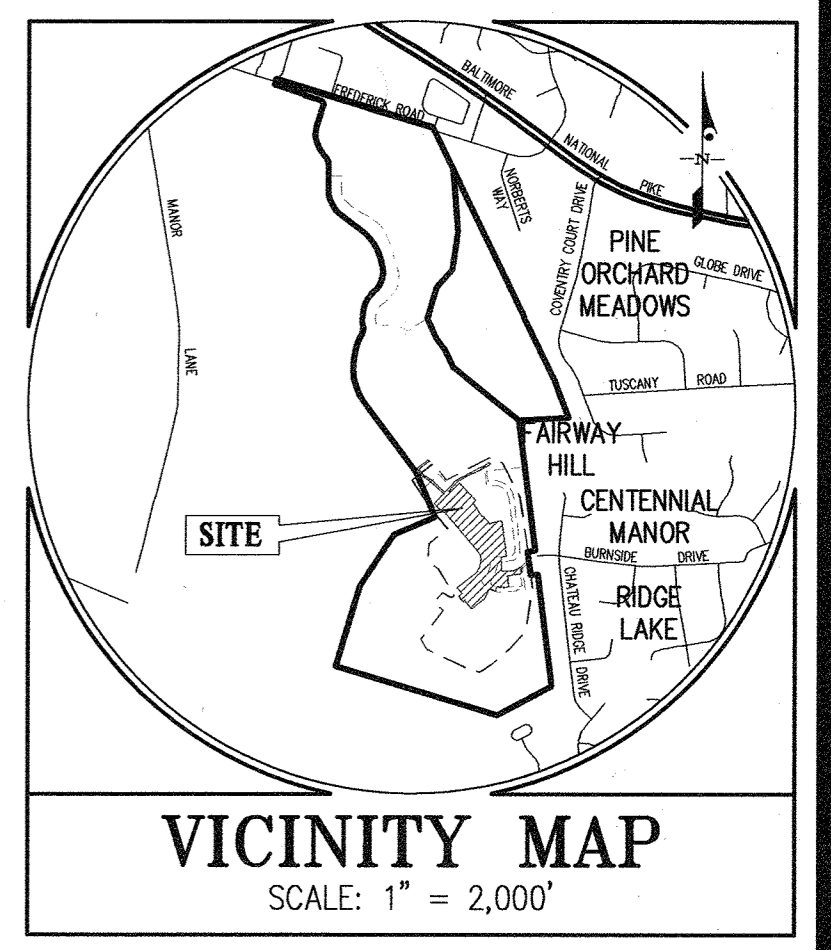 BALTIMORE
FREDERICK ROAD
NATIONAL
PIKE
N
NORBERTS
WAY
MANOR
LANE
COVENTRY COURT DRIVE
PINE
ORCHARD
MEADOWS
GLOBE DRIVE
TUSCANY ROAD
FAIRWAY
HILL
CENTENNIAL
MANOR
SITE
BURNSIDE DRIVE
CHATEAU RIDGE DRIVE
RIDGE
LAKE
VICINITY MAP
SCALE: 1" = 2,000'